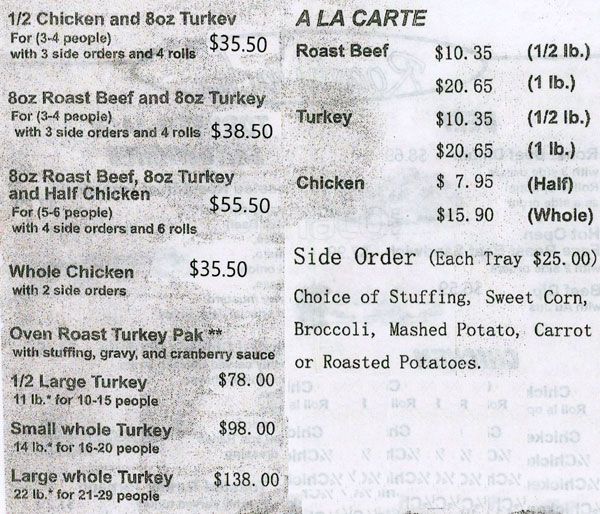 1/2 Chicken and 8oz Turkey
For (3-4 people)
with 3 side orders and 4 rolls $35.50
8oz Roast Beef and 8oz Turkey
For (3-4 people)
with 3 side orders and 4 rolls $38.50
8oz Roast Beef, 8oz Turkey
and Half Chicken $55.50
For (5-6 people)
with 4 side orders and 6 rolls
Whole Chicken $35.50
with 2 side orders
Oven Roast Turkey Pak **
with stuffing, gravy, and cranberry sauce
1/2 Large Turkey $78.00
11 lb.* for 10-15 people
Small whole Turkey $98.00
14 lb.* for 16-20 people
Large whole Turkey $138.00
22 lb.* for 21-29 people
A LA CARTE
Roast Beef $10.35 (1/2 lb.)
$20.65 (1 lb.)
Turkey $10.35 (1/2 lb.)
$20.65 (1 lb.)
Chicken $ 7.95 (Half)
$15.90 (Whole)
Side Order (Each Tray $25.00)
Choice of Stuffing, Sweet Corn,
Broccoli, Mashed Potato, Carrot
or Roasted Potatoes.